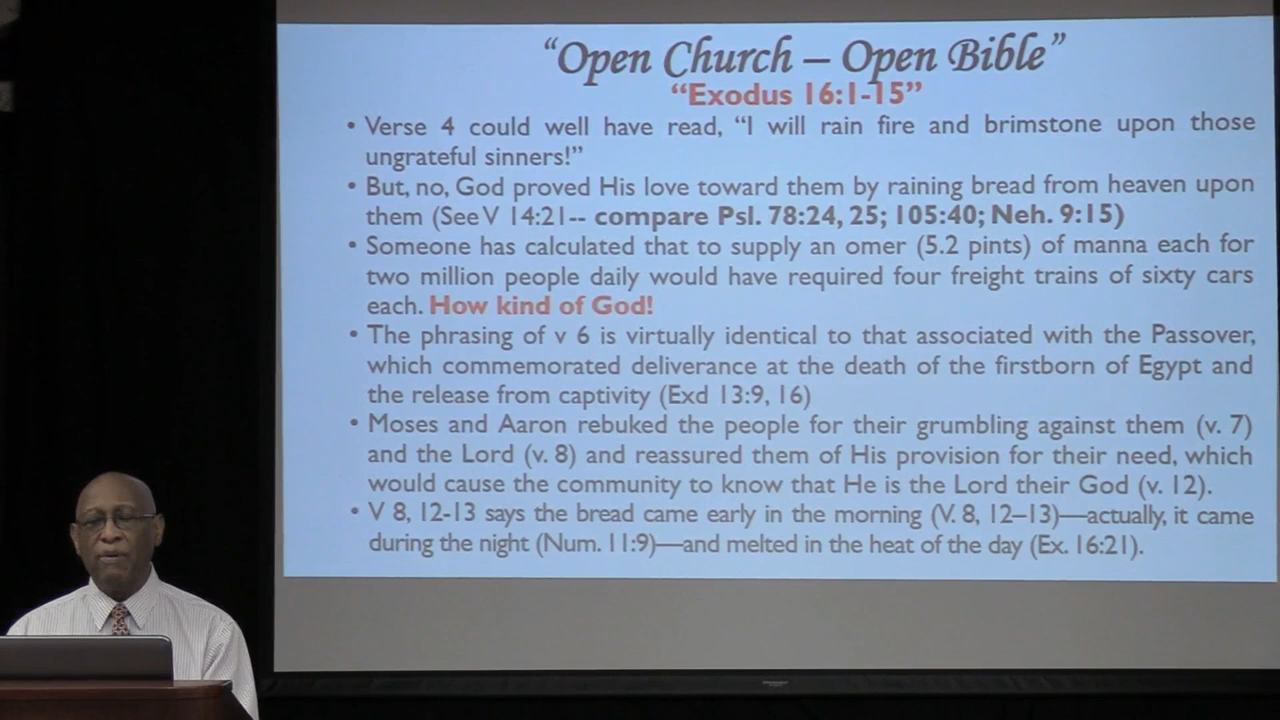 “Open Church – Open Bible”
“Exodus 16:1-15”
• Verse 4 could well have read, “I will rain fire and brimstone upon those
ungrateful sinners!”
• But, no, God proved His love toward them by raining bread from heaven upon
them (See V 14:21-- compare Psl. 78:24, 25; 105:40; Neh. 9:15)
• Someone has calculated that to supply an omer (5.2 pints) of manna each for
two million people daily would have required four freight trains of sixty cars
each. How kind of God!
• The phrasing of v 6 is virtually identical to that associated with the Passover,
which commemorated deliverance at the death of the firstborn of Egypt and
the release from captivity (Exd 13:9, 16)
• Moses and Aaron rebuked the people for their grumbling against them (v. 7)
and the Lord (v. 8) and reassured them of His provision for their need, which
would cause the community to know that He is the Lord their God (v. 12).
• V 8, 12-13 says the bread came early in the morning (V. 8, 12–13)—actually, it came
during the night (Num. 11:9)—and melted in the heat of the day (Ex. 16:21).